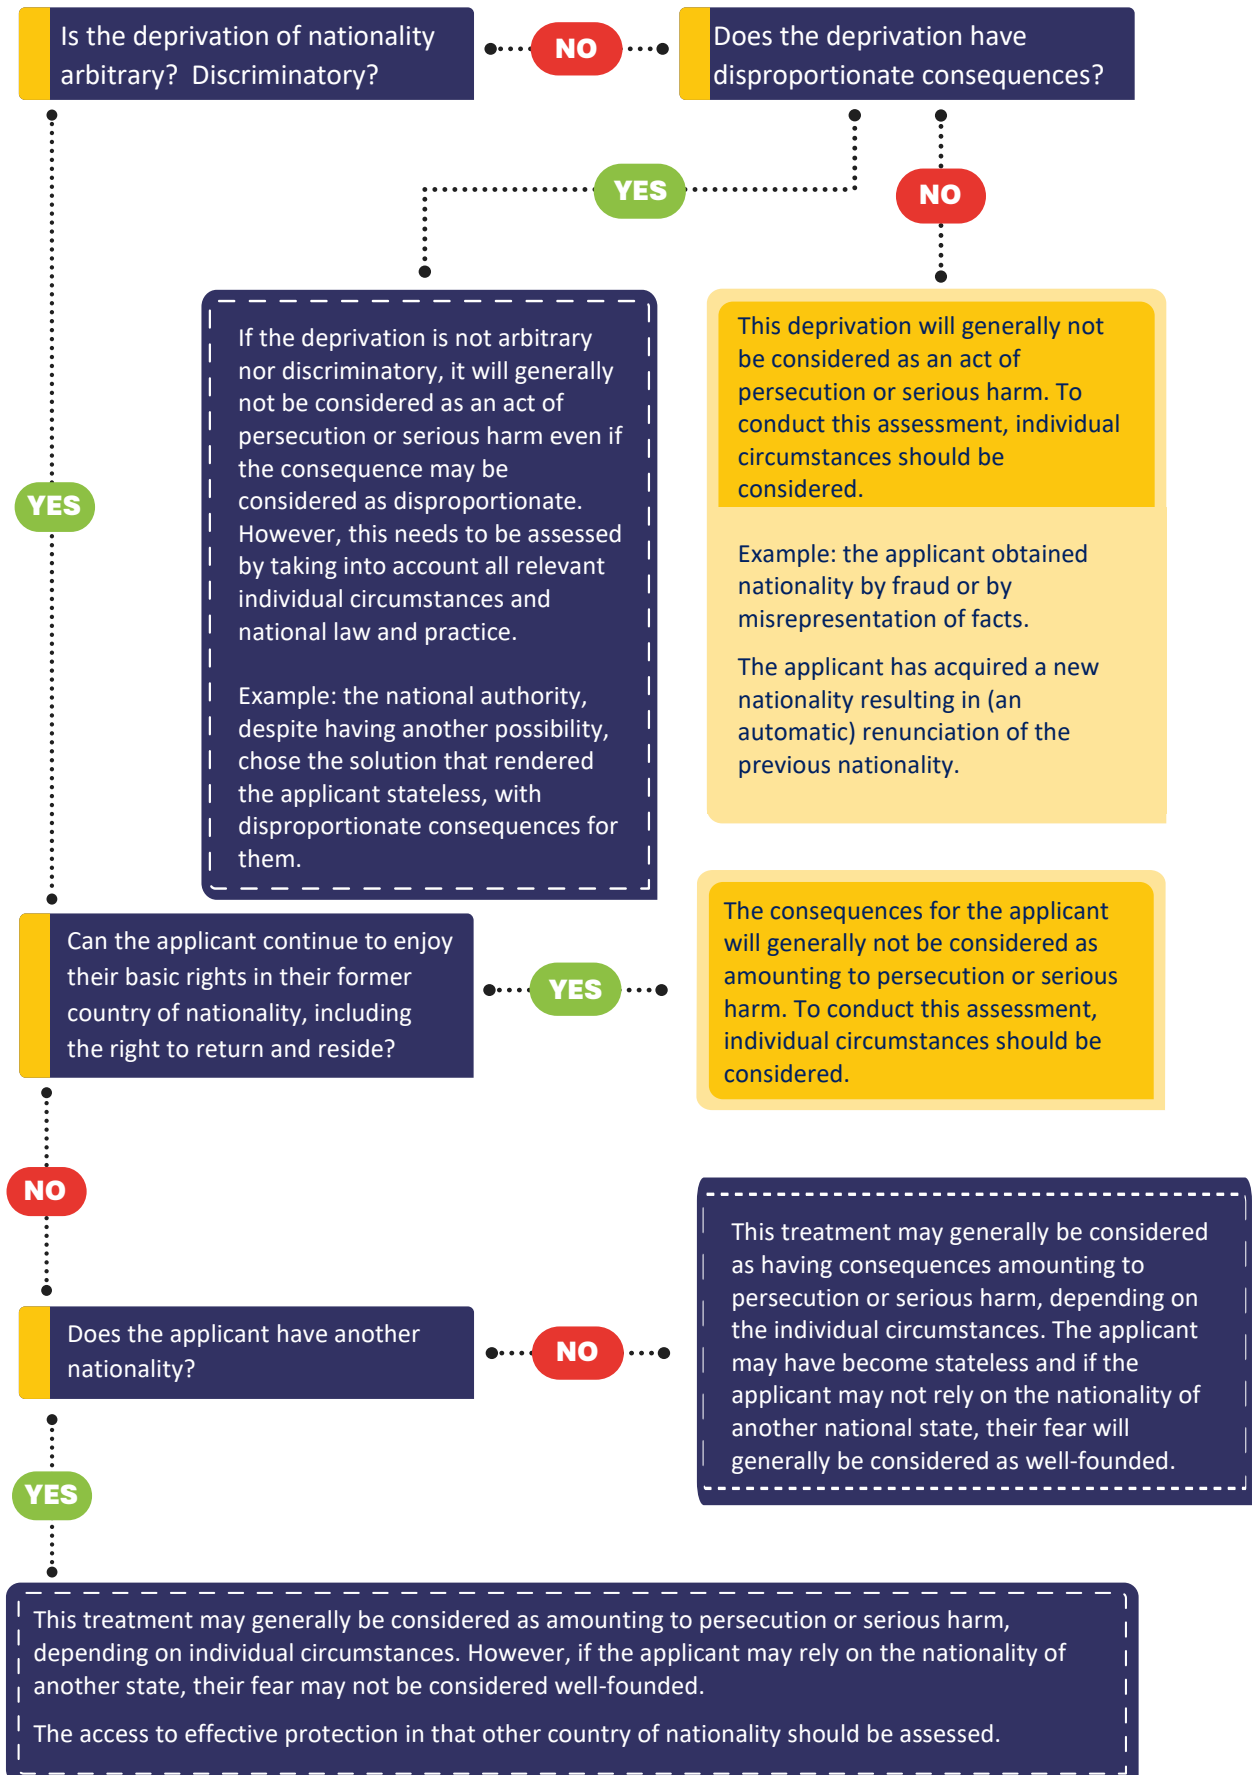 Is the deprivation of nationality
arbitrary?  Discriminatory?
NO
Does the deprivation have
disproportionate consequences?
YES
NO
If the deprivation is not arbitrary
nor discriminatory, it will generally
not be considered as an act of
persecution or serious harm even if
the consequence may be
considered as disproportionate.
However, this needs to be assessed
by taking into account all relevant
individual circumstances and
national law and practice.
Example: the national authority,
despite having another possibility,
chose the solution that rendered
the applicant stateless, with
disproportionate consequences for
them.
This deprivation will generally not
be considered as an act of
persecution or serious harm. To
conduct this assessment, individual
circumstances should be
considered.
Example: the applicant obtained
nationality by fraud or by
misrepresentation of facts.
The applicant has acquired a new
nationality resulting in (an
automatic) renunciation of the
previous nationality.
YES
Can the applicant continue to enjoy
their basic rights in their former
country of nationality, including
the right to return and reside?
YES
The consequences for the applicant
will generally not be considered as
amounting to persecution or serious
harm. To conduct this assessment,
individual circumstances should be
considered.
NO
Does the applicant have another
nationality?
NO
This treatment may generally be considered
as having consequences amounting to
persecution or serious harm, depending on
the individual circumstances. The applicant
may have become stateless and if the
applicant may not rely on the nationality of
another national state, their fear will
generally be considered as well-founded.
YES
This treatment may generally be considered as amounting to persecution or serious harm,
depending on individual circumstances. However, if the applicant may rely on the nationality of
another state, their fear may not be considered well-founded.
The access to effective protection in that other country of nationality should be assessed.